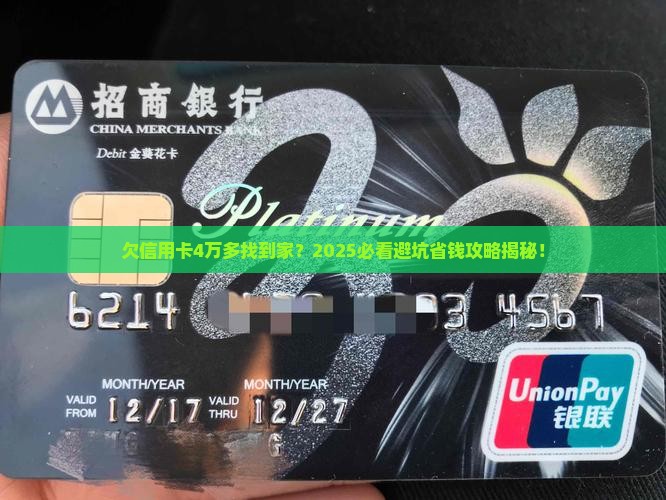 招商銀行
CHINA MERCHANTS BANK
Debit 金葵花卡
Platinum
欠信用卡4万多找到家？2025必看避坑省钱攻略揭秘！
6214 03 4567
MONTH/YEAR MONTH/YEAR
VALID FROM 12/17 VALID THRU 12/27
G
UnionPay
银联